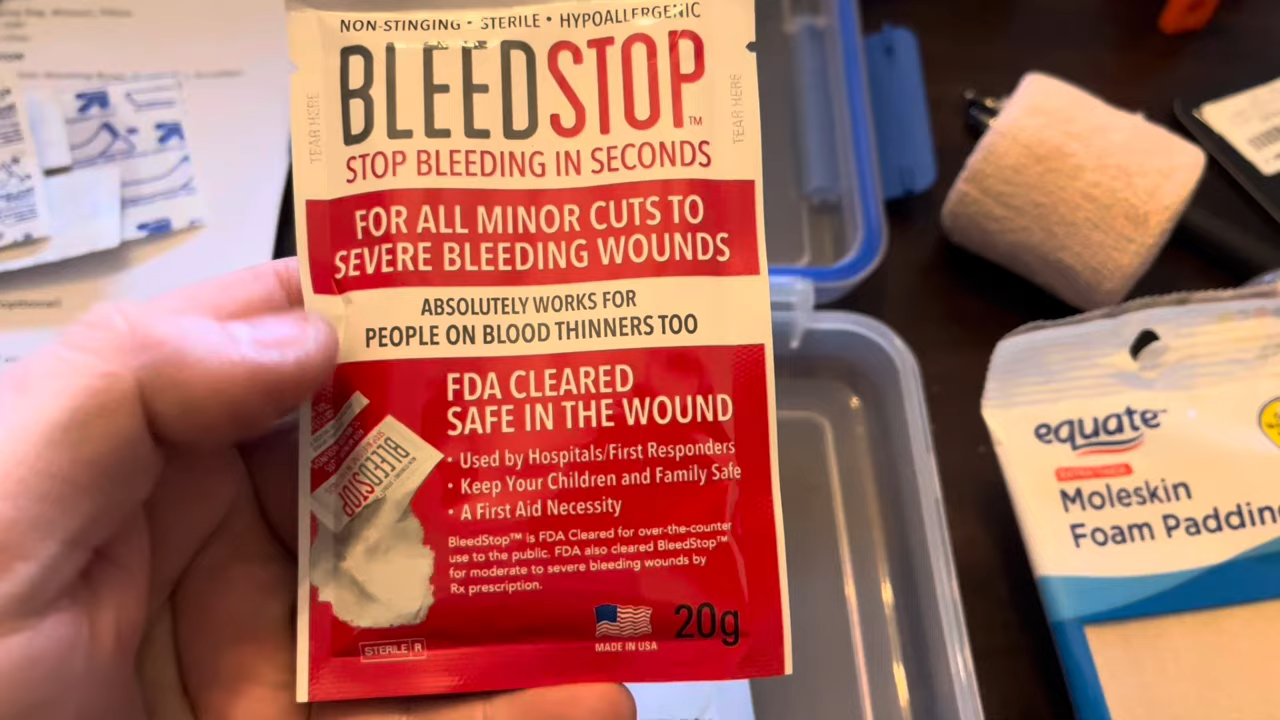 NON-STINGING • STERILE • HYPOALLERGENIC
BLEEDSTOP™
TEAR HERE
TEAR HERE
STOP BLEEDING IN SECONDS
FOR ALL MINOR CUTS TO
SEVERE BLEEDING WOUNDS
ABSOLUTELY WORKS FOR
PEOPLE ON BLOOD THINNERS TOO
FDA CLEARED
SAFE IN THE WOUND
• Used by Hospitals/First Responders
• Keep Your Children and Family Safe
• A First Aid Necessity
BleedStop™ is FDA Cleared for over-the-counter
use to the public. FDA also cleared BleedStop™
for moderate to severe bleeding wounds by
Rx prescription.
BLEEDSTOP
STERILE R
MADE IN USA
20g
equate
EXTRA THICK
Moleskin
Foam Padding